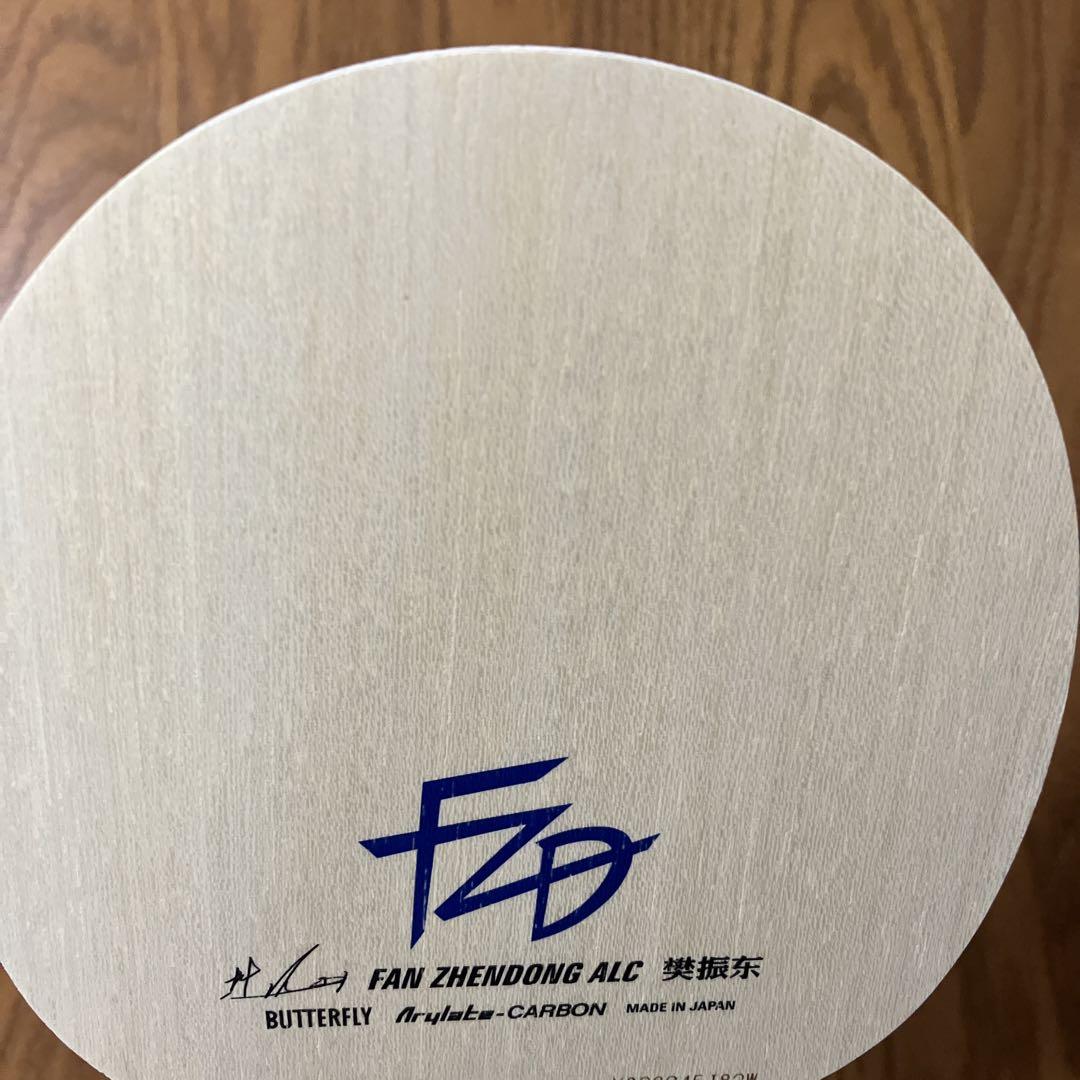 FZD
FAN ZHENDONG ALC 樊振东
BUTTERFLY Arylate-CARBON MADE IN JAPAN